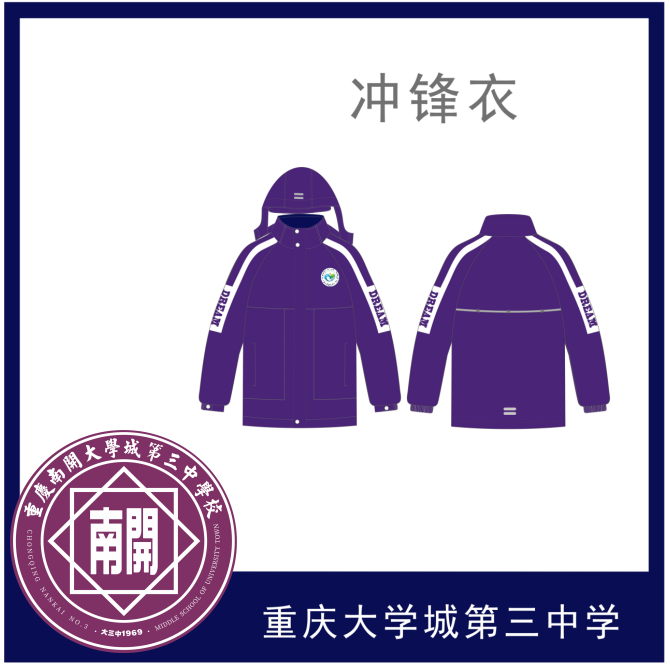 冲锋衣
DREAM
DREAM
DREAM
DREAM
重慶南開大學城第三中學校
南開
CHONGQING NANKAI NO.3 MIDDLE SCHOOL OF UNIVERSITY TOWN
·大三中1969·
重庆大学城第三中学